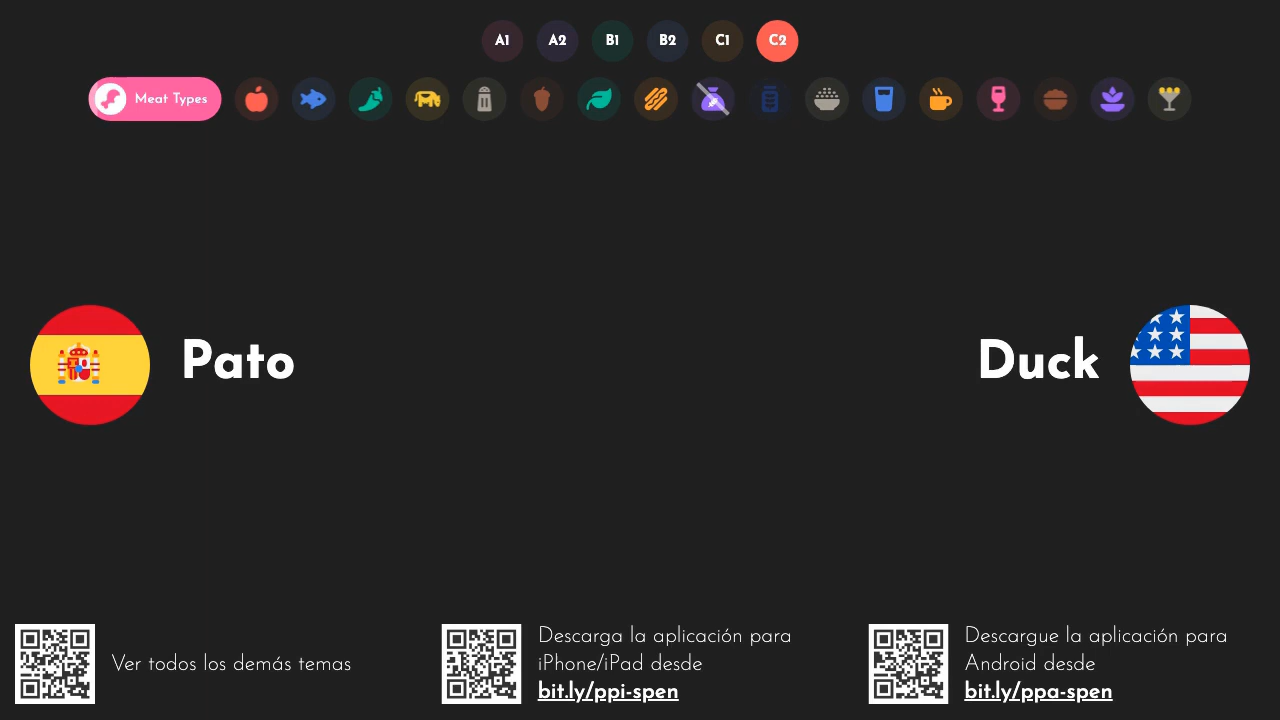 A1 A2 B1 B2 C1 C2
Meat Types
Pato
Duck
Ver todos los demás temas
Descarga la aplicación para
iPhone/iPad desde
bit.ly/ppi-spen
Descargue la aplicación para
Android desde
bit.ly/ppa-spen